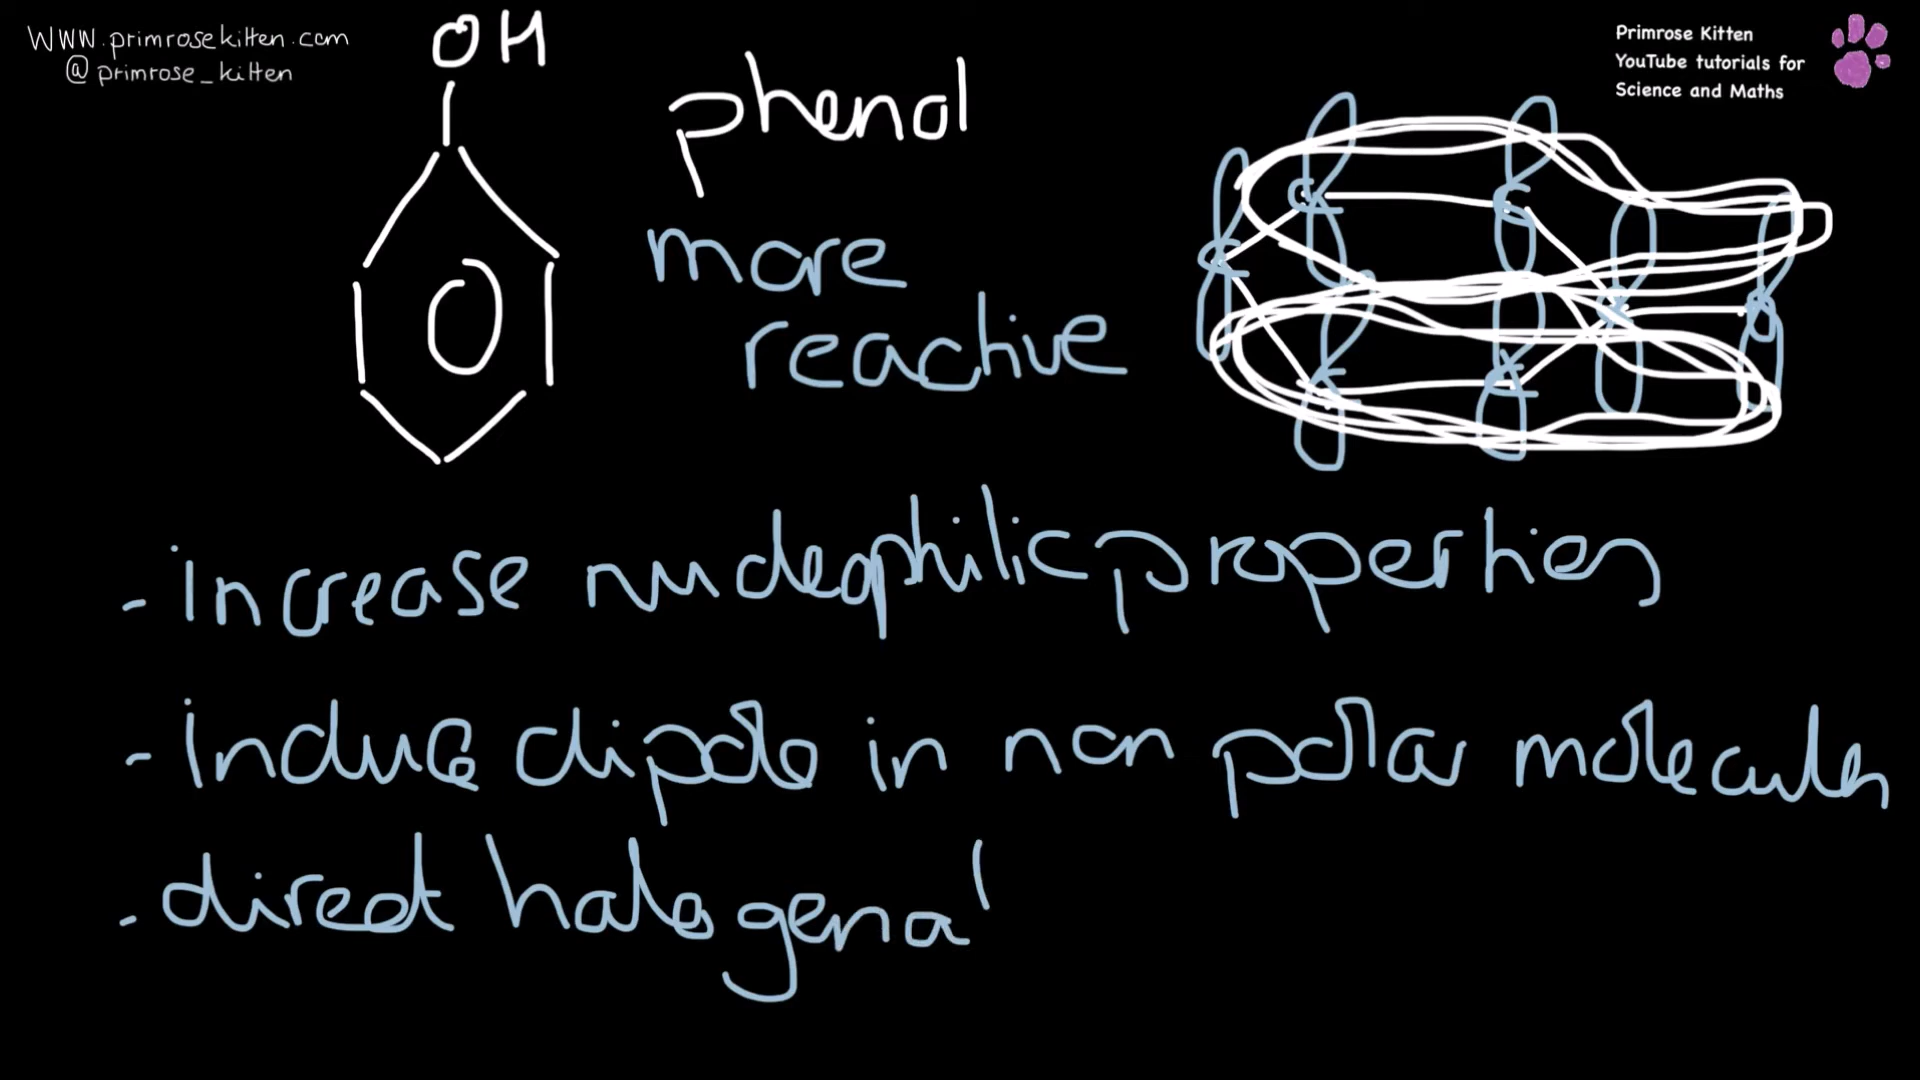 www.primrosekitten.com
@primrose_kitten
OH
phenol
more
reactive
Primrose Kitten
YouTube tutorials for
Science and Maths
C
C
C
C
C
C
- increase nucleophilic properties
- induce dipole in non polar molecules
- direct halogena